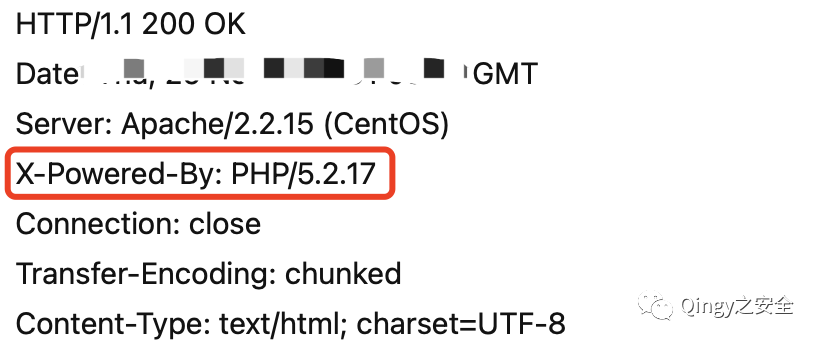 HTTP/1.1 200 OK
Date GMT
Server: Apache/2.2.15 (CentOS)
X-Powered-By: PHP/5.2.17
Connection: close
Transfer-Encoding: chunked
Content-Type: text/html; charset=UTF-8
Qingy之安全